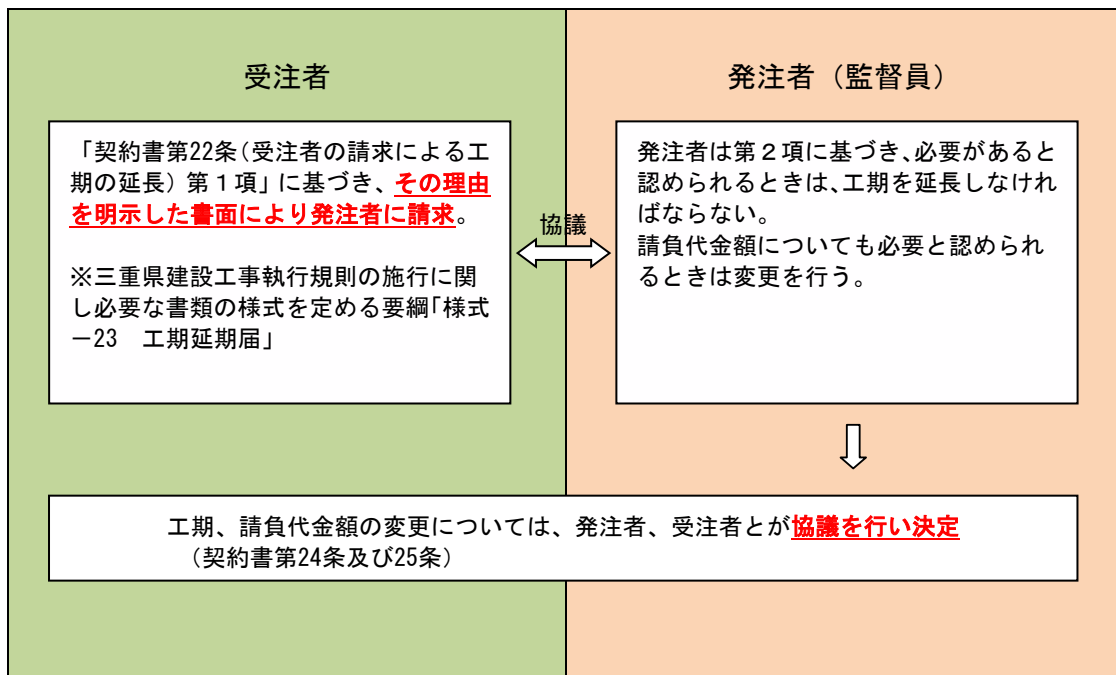 受注者
「契約書第22条（受注者の請求による工
期の延長）第１項」に基づき、その理由
を明示した書面により発注者に請求。
※三重県建設工事執行規則の施行に関
し必要な書類の様式を定める要綱「様式
－23　工期延期届」
協議
発注者（監督員）
発注者は第２項に基づき、必要があると
認められるときは、工期を延長しなけれ
ばならない。
請負代金額についても必要と認められ
るときは変更を行う。
工期、請負代金額の変更については、発注者、受注者とが協議を行い決定
（契約書第24条及び25条）